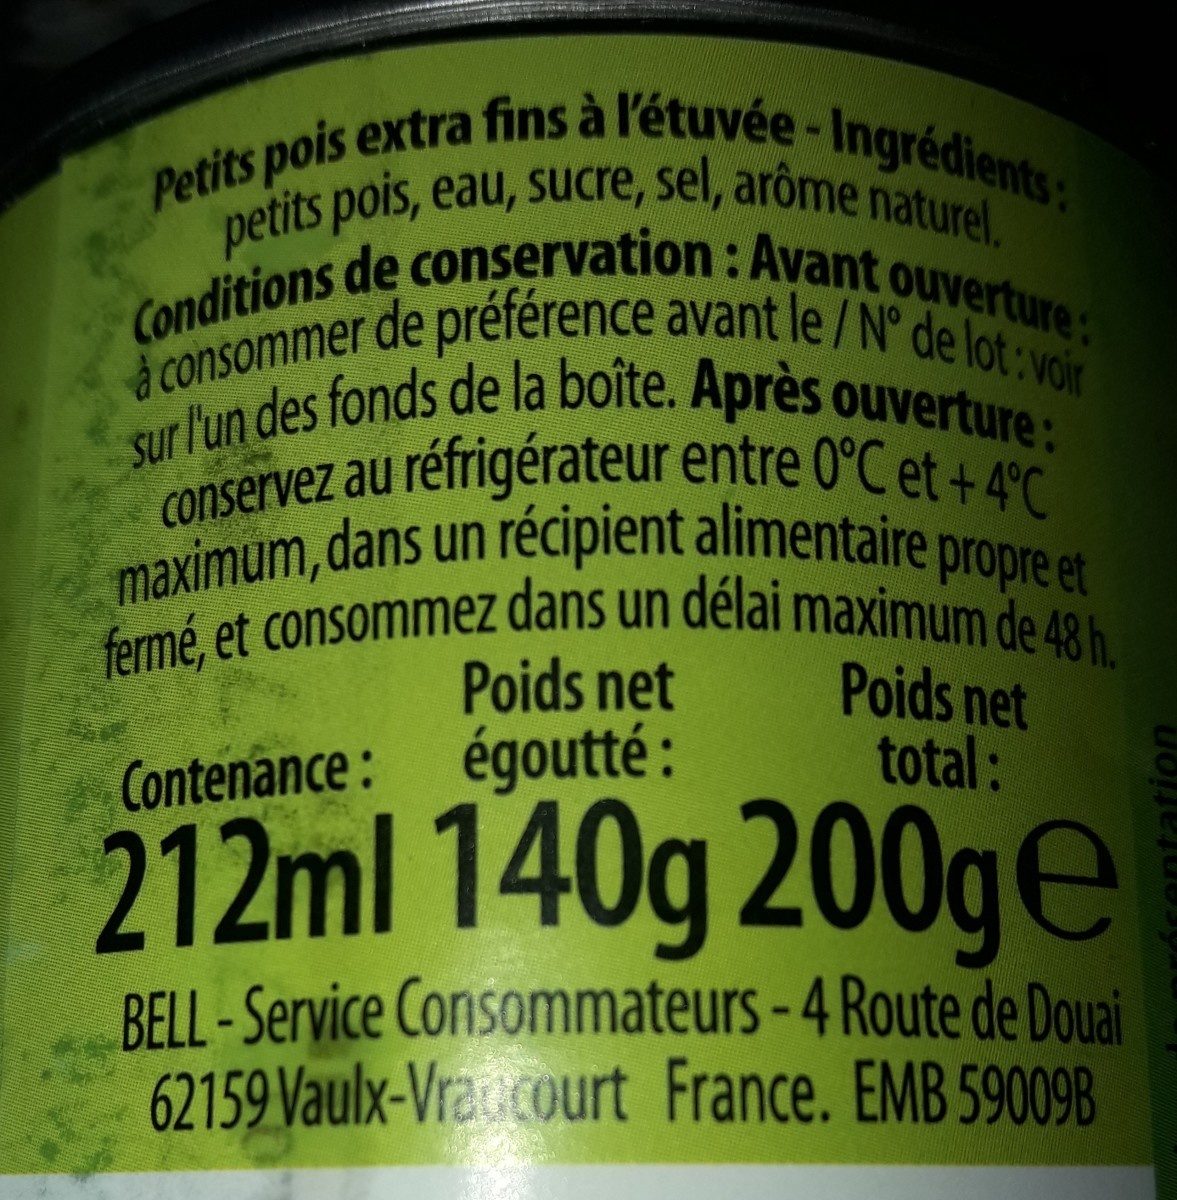 Petits pois extra fins à l'étuvée - Ingrédients :
petits pois, eau, sucre, sel, arôme naturel.
Conditions de conservation : Avant ouverture :
à consommer de préférence avant le / N° de lot : voir
sur l'un des fonds de la boîte. Après ouverture :
conservez au réfrigérateur entre 0°C et + 4°C
maximum, dans un récipient alimentaire propre et
fermé, et consommez dans un délai maximum de 48 h.
Contenance :
212ml
Poids net
égoutté :
140g
Poids net
total :
200g e
BELL - Service Consommateurs - 4 Route de Douai
62159 Vaulx-Vraucourt France. EMB 59009B
présentation